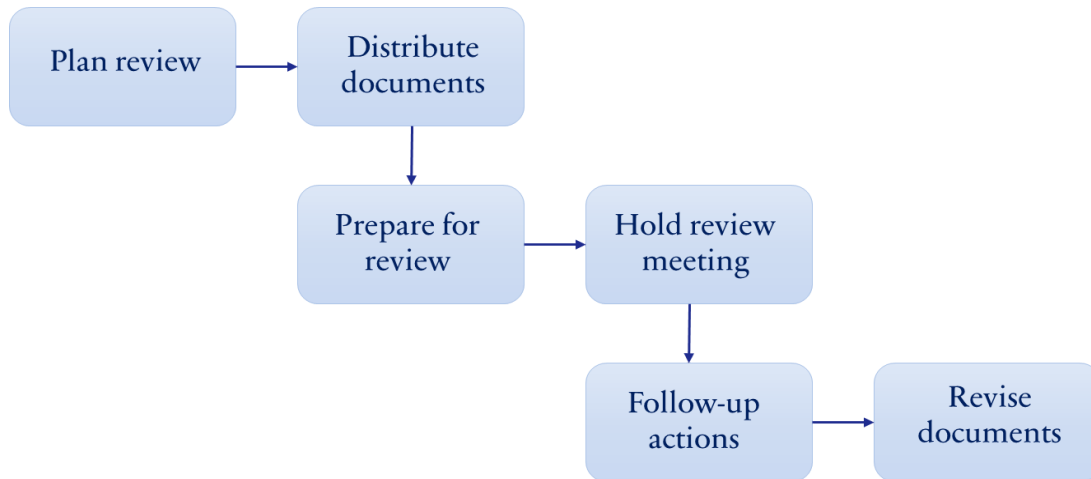 Plan review
Distribute
documents
Prepare for
review
Hold review
meeting
Follow-up
actions
Revise
documents